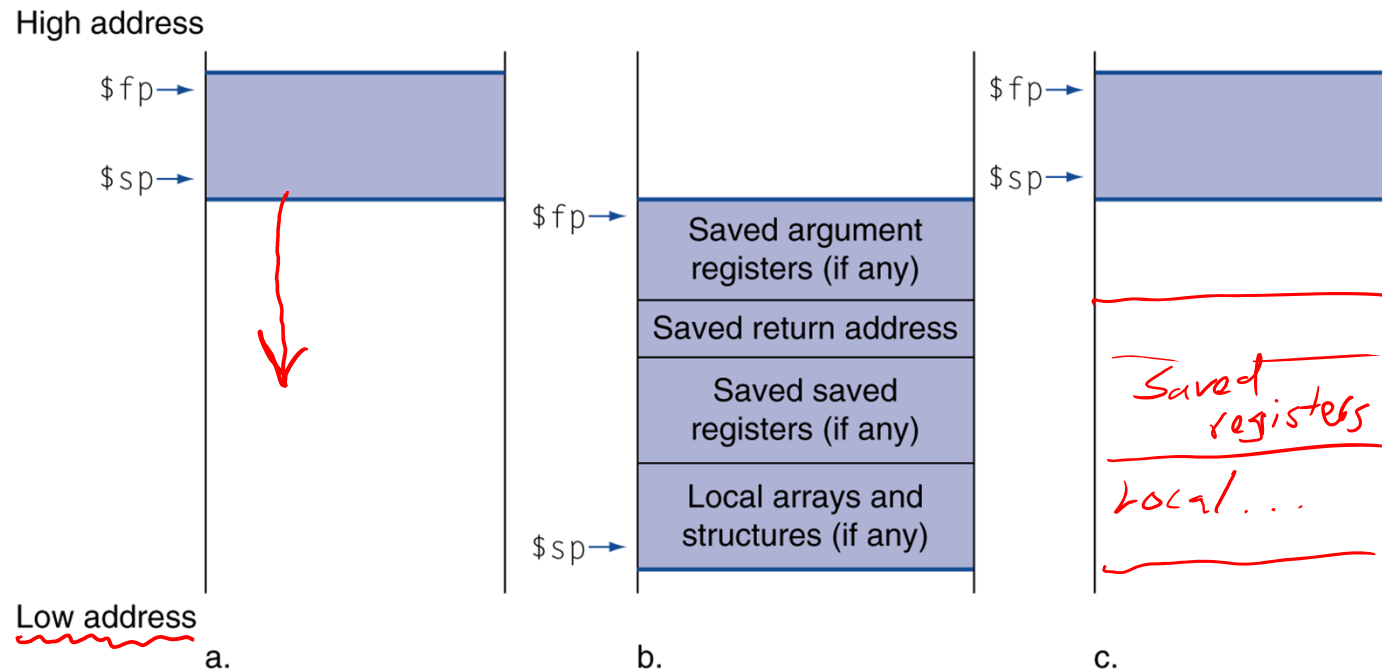 High address
$fp
$sp
$fp
Saved argument
registers (if any)
Saved return address
Saved saved
registers (if any)
Local arrays and
structures (if any)
$sp
$fp
$sp
Saved
registers
Local...
Low address
a.
b.
c.